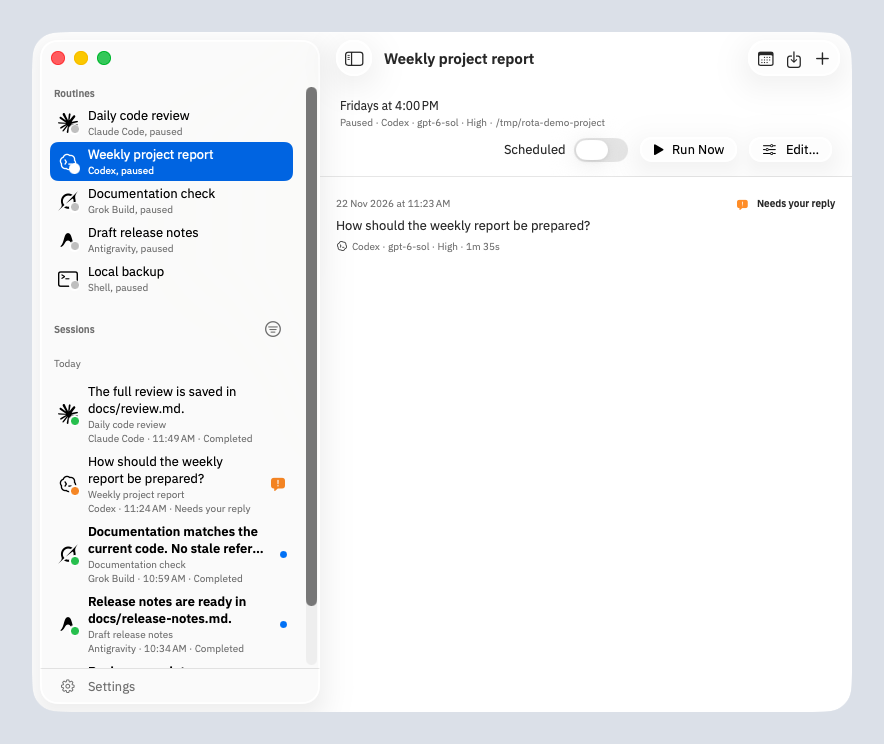 Routines
Daily code review
Claude Code, paused
Weekly project report
Codex, paused
Documentation check
Grok Build, paused
Draft release notes
Antigravity, paused
Local backup
Shell, paused
Sessions
Today
The full review is saved in
docs/review.md.
Daily code review
Claude Code · 11:49 AM · Completed
How should the weekly
report be prepared?
Weekly project report
Codex · 11:24 AM · Needs your reply
Documentation matches the
current code. No stale refer...
Documentation check
Grok Build · 10:59 AM · Completed
Release notes are ready in
docs/release-notes.md.
Draft release notes
Antigravity · 10:34 AM · Completed
Settings
Weekly project report
Fridays at 4:00 PM
Paused · Codex · gpt-6-sol · High · /tmp/rota-demo-project
Scheduled
Run Now
Edit...
22 Nov 2026 at 11:23 AM
Needs your reply
How should the weekly report be prepared?
Codex · gpt-6-sol · High · 1m 35s